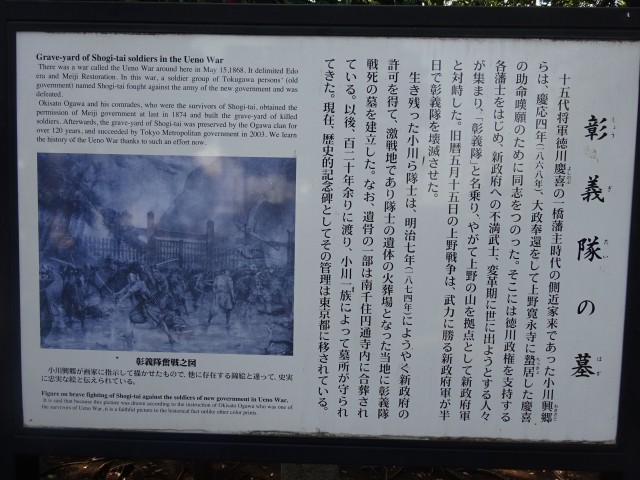 彰義隊の墓
しょう ぎ たい はか
十五代将軍徳川慶喜の一橋藩主時代の側近家来であった小川興郷
らは、慶応四年(一八六八年)、大政奉還をして上野寛永寺に蟄居した慶喜
の助命嘆願のために同志をつのった。そこには徳川政権を支持する
各藩士をはじめ、新政府への不満武士、変革期に世に出ようとする人々
が集まり、「彰義隊」と名乗り、やがて上野の山を拠点として新政府軍
と対峙した。旧暦五月十五日の上野戦争は、武力に勝る新政府軍が半
日で彰義隊を壊滅させた。
生き残った小川ら隊士は、明治七年(一八七四年)にようやく新政府の
許可を得て、激戦地であり隊士の遺体の火葬場となった当地に彰義隊
戦死の墓を建立した。なお、遺骨の一部は南千住円通寺内に合葬され
ている。以後、百二十年余りに渡り、小川一族によって墓所が守られ
てきた。現在、歴史的記念碑としてその管理は東京都に移されている。
Grave-yard of Shogi-tai soldiers in the Ueno War
There was a war called the Ueno War around here in May 15,1868. It delimited Edo
era and Meiji Restoration. In this war, a soldier group of Tokugawa persons' (old
government) named Shogi-tai fought against the army of the new government and was
defeated.
Okisato Ogawa and his comrades, who were the survivors of Shogi-tai, obtained the
permission of Meiji government at last in 1874 and built the grave-yard of killed
soldiers. Afterwards, the grave-yard of Shogi-tai was preserved by the Ogawa clan for
over 120 years, and succeeded by Tokyo Metropolitan government in 2003. We learn
the history of the Ueno War thanks to such an effort now.
彰義隊奮戦之図
小川興郷が画家に指示して描かせたもので、他に存在する錦絵と違って、史実
に忠実な絵と伝えられている。
Figure on brave fighting of Shogi-tai against the soldiers of new government in Ueno War.
It is said that because this picture was drawn according to the instruction of Okisato Ogawa who was one of
the survivors of Ueno War, it is a faithful picture to the historical fact unlike other color prints.